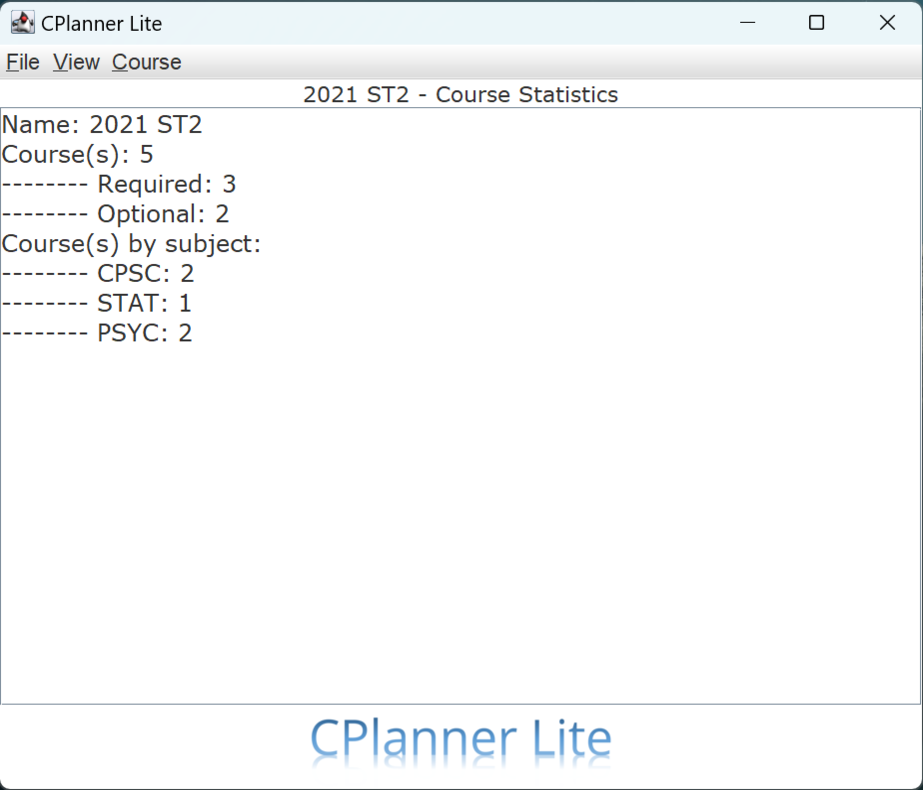 CPlanner Lite
File View Course
2021 ST2 - Course Statistics
Name: 2021 ST2
Course(s): 5
-------- Required: 3
-------- Optional: 2
Course(s) by subject:
-------- CPSC: 2
-------- STAT: 1
-------- PSYC: 2
CPlanner Lite